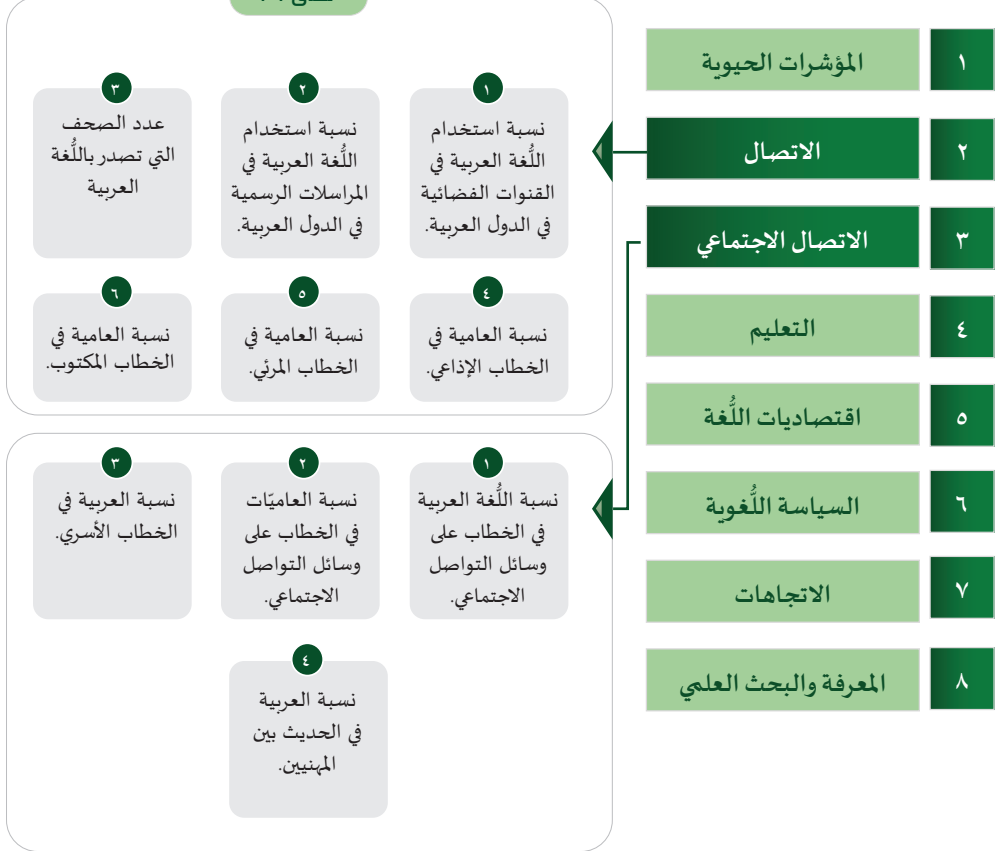 ١
المؤشرات الحيوية
٢
الاتصال
٣
الاتصال الاجتماعي
٤
التعليم
٥
اقتصاديات اللُّغة
٦
السياسة اللُّغوية
٧
الاتجاهات
٨
المعرفة والبحث العلمي
١
نسبة استخدام
اللُّغة العربية في
القنوات الفضائية
في الدول العربية.
٢
نسبة استخدام
اللُّغة العربية في
المراسلات الرسمية
في الدول العربية.
٣
عدد الصحف
التي تصدر باللُّغة
العربية
٤
نسبة العامية في
الخطاب الإذاعي.
٥
نسبة العامية في
الخطاب المرئي.
٦
نسبة العامية في
الخطاب المكتوب.
١
نسبة اللُّغة العربية
في الخطاب على
وسائل التواصل
الاجتماعي.
٢
نسبة العاميّات
في الخطاب على
وسائل التواصل
الاجتماعي.
٣
نسبة العربية في
الخطاب الأسري.
٤
نسبة العربية
في الحديث بين
المهنيين.